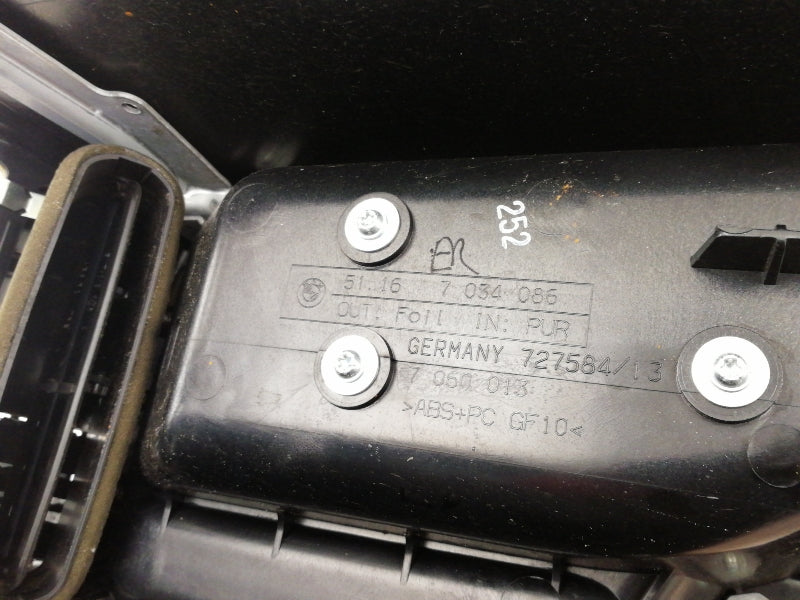 252
ER
51.16 7 034 086
OUT: Foil IN: PUR
GERMANY 727584/13
7 060 013
>ABS+PC GF10<